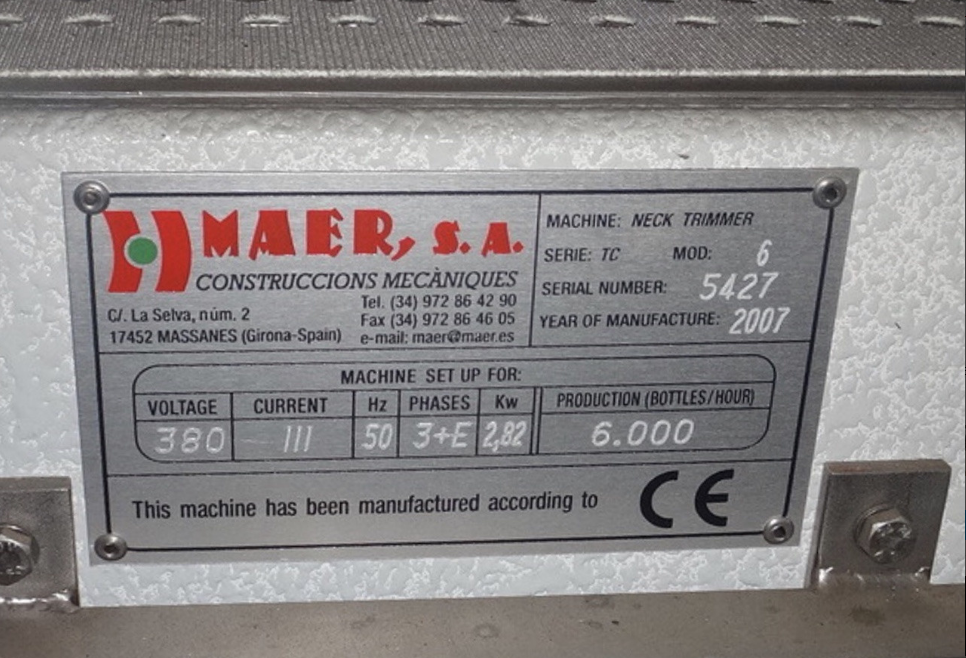 MAER, S.A.
CONSTRUCCIONS MECÀNIQUES
C/. La Selva, núm. 2
17452 MASSANES (Girona-Spain)
Tel. (34) 972 86 42 90
Fax (34) 972 86 46 05
e-mail: maer@maer.es
MACHINE: NECK TRIMMER
SERIE: TC MOD: 6
SERIAL NUMBER: 5427
YEAR OF MANUFACTURE: 2007
MACHINE SET UP FOR:
VOLTAGE CURRENT Hz PHASES Kw PRODUCTION (BOTTLES/HOUR)
380 III 50 3+E 2,82 6.000
This machine has been manufactured according to CE